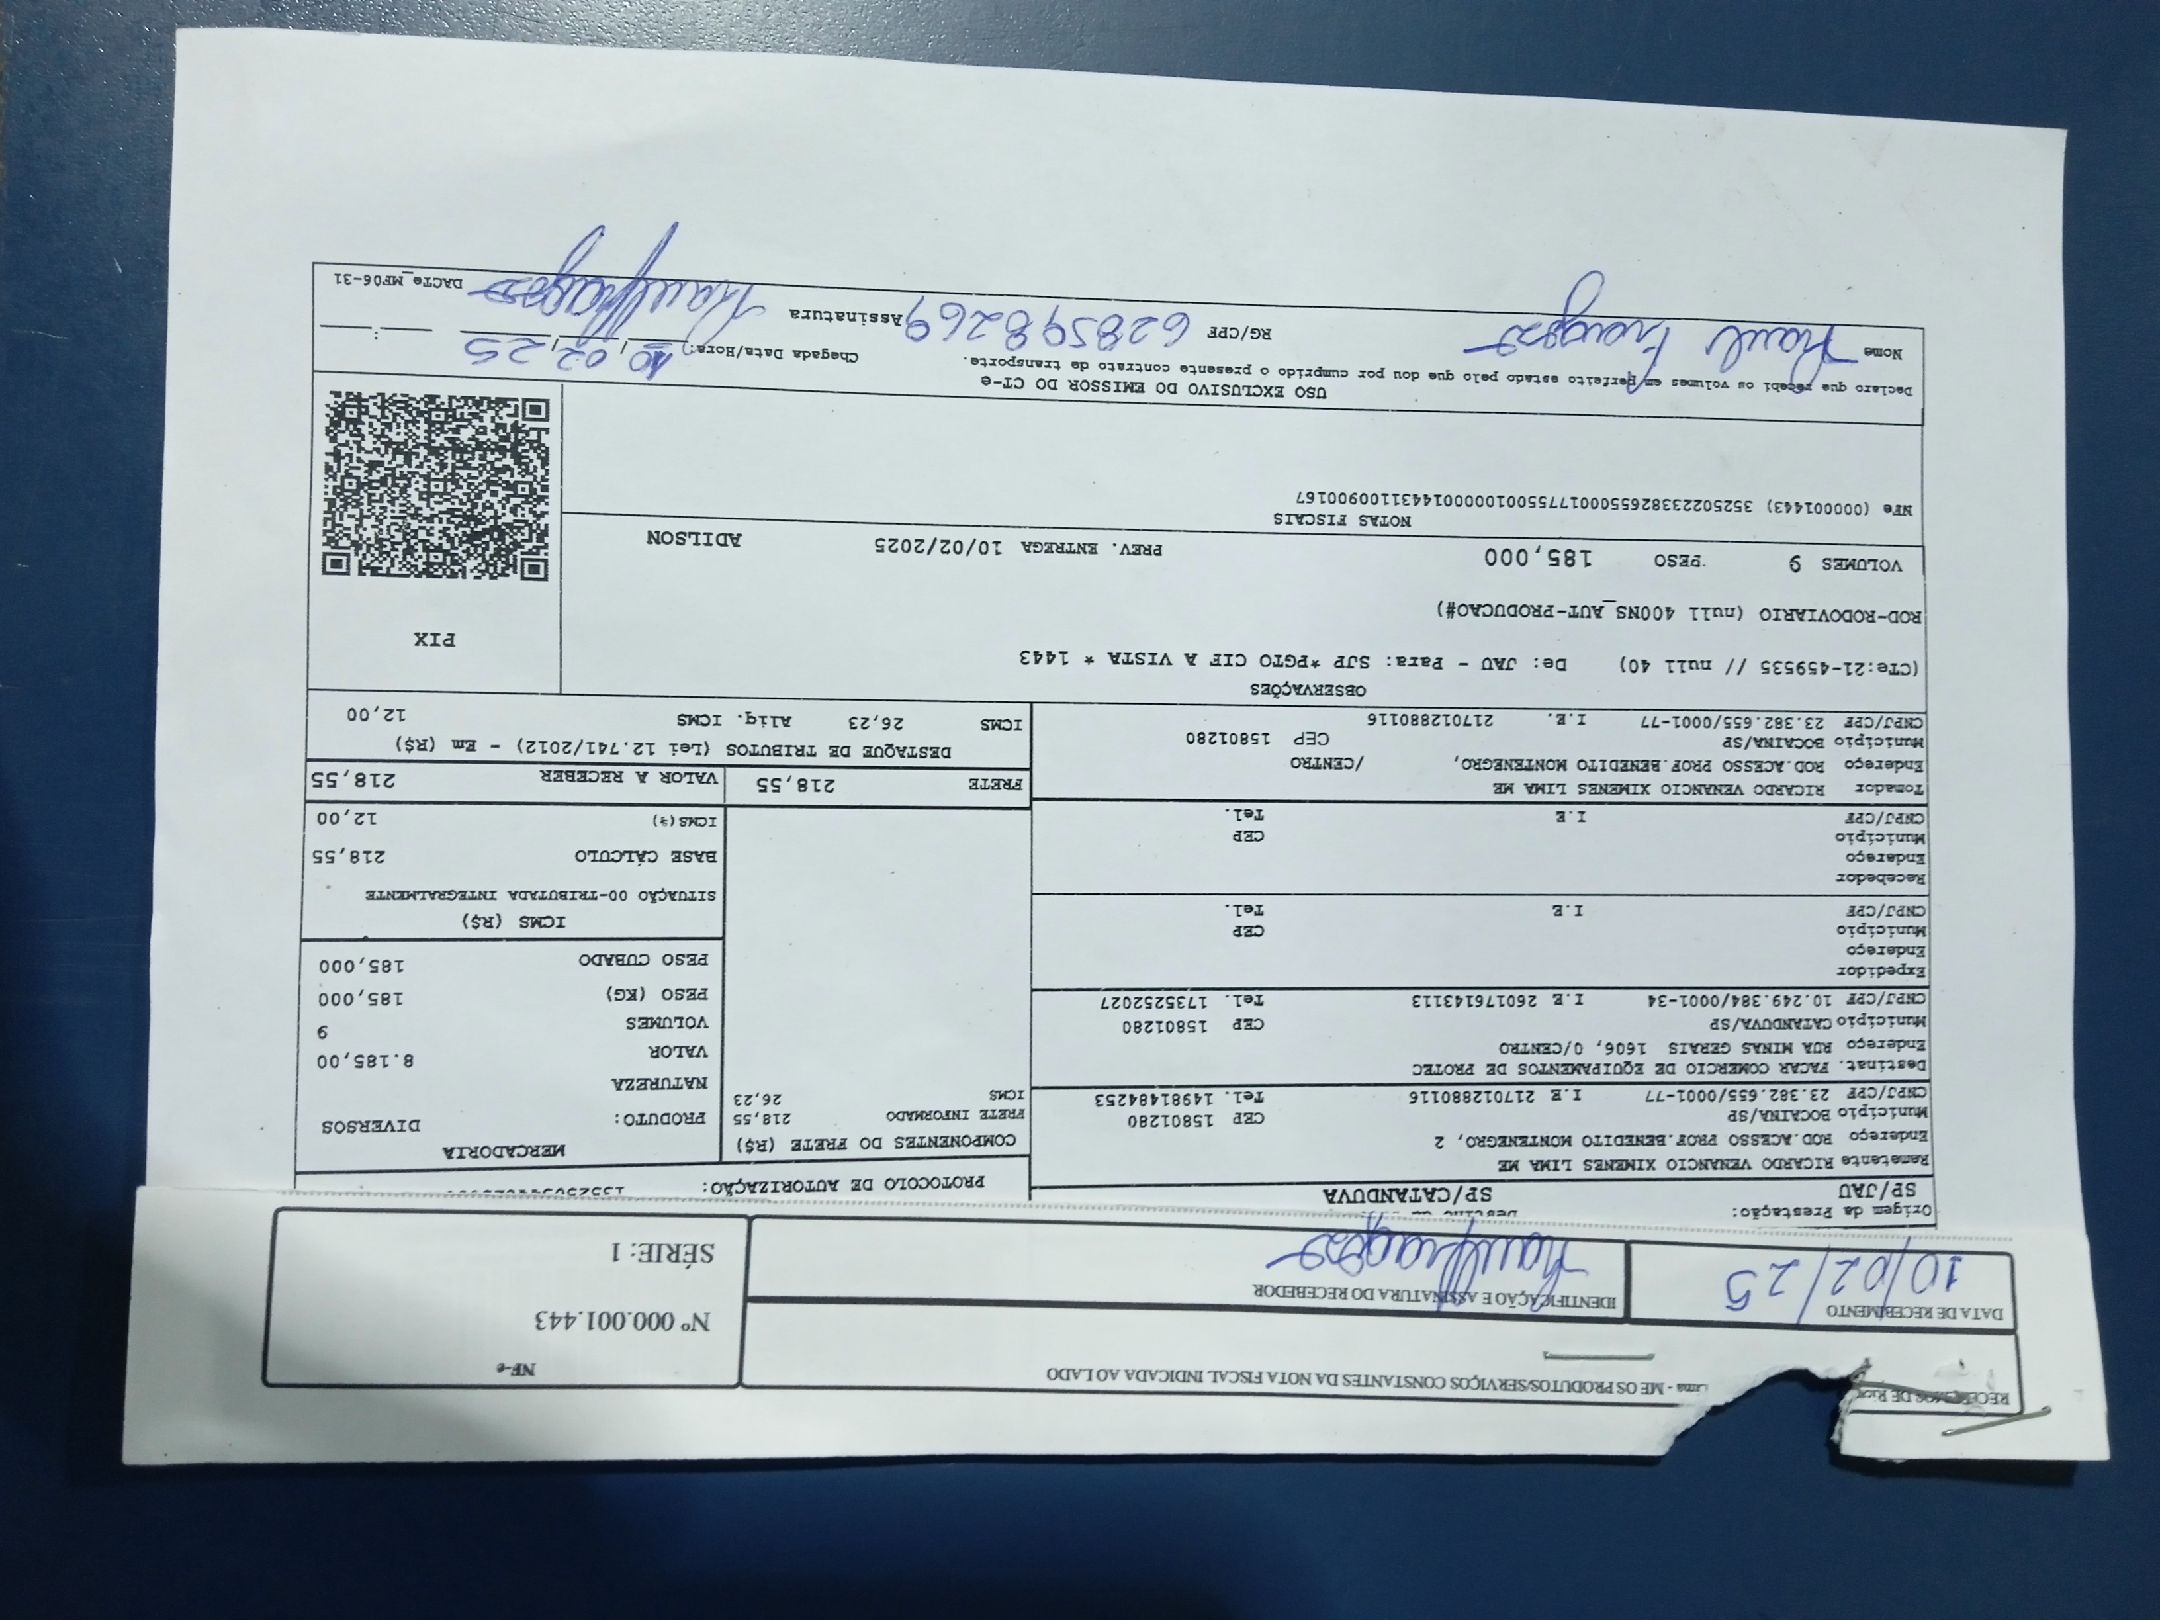 RECEBEMOS DE
- ME OS PRODUTOS/SERVIÇOS CONSTANTES DA NOTA FISCAL INDICADA AO LADO
DATA DE RECEBIMENTO
10/02/25
IDENTIFICAÇÃO E ASSINATURA DO RECEBEDOR
NF-e
Nº 000.001.443
SÉRIE: 1
Origem da Prestação:
SP/JAU
SP/CATANDUVA
PROTOCOLO DE AUTORIZAÇÃO:
Remetente RICARDO VENANCIO XIMENES LIMA ME
Endereço ROD.ACESSO PROF.BENEDITO MONTENEGRO, 2
Município BOCAINA/SP CEP 15801280
CNPJ/CPF 23.382.655/0001-77 I.E 217012880116 Tel. 14981484253
Destinat. FACAR COMERCIO DE EQUIPAMENTOS DE PROTEC
Endereço RUA MINAS GERAIS 1606, 0/CENTRO
Município CATANDUVA/SP CEP 15801280
CNPJ/CPF 10.249.384/0001-34 I.E 260176143113 Tel. 1735252027
Expedidor
Endereço
Município CEP
CNPJ/CPF I.E Tel.
Recebedor
Endereço
Município CEP
CNPJ/CPF I.E Tel.
Tomador RICARDO VENANCIO XIMENES LIMA ME
Endereço ROD.ACESSO PROF.BENEDITO MONTENEGRO, /CENTRO
Município BOCAINA/SP CEP 15801280
CNPJ/CPF 23.382.655/0001-77 I.E. 217012880116
COMPONENTES DO FRETE (R$)
FRETE INFORMADO 218,55
ICMS 26,23
MERCADORIA
PRODUTO: DIVERSOS
NATUREZA
VALOR 8.185,00
VOLUMES 9
PESO (KG) 185,000
PESO CUBADO 185,000
ICMS (R$)
SITUAÇÃO 00-TRIBUTADA INTEGRALMENTE
BASE CÁLCULO 218,55
ICMS(%) 12,00
FRETE 218,55 VALOR A RECEBER 218,55
DESTAQUE DE TRIBUTOS (Lei 12.741/2012) - Em (R$)
ICMS 26,23 Aliq. ICMS 12,00
OBSERVAÇÕES
(CTe:21-459535 // null 40) De: JAU - Para: SJP *PGTO CIF A VISTA * 1443
ROD-RODOVIARIO (null 400NS_AUT-PRODUCAO#)
PIX
VOLUMES 9 PESO 185,000 PREV. ENTREGA 10/02/2025 ADILSON
NOTAS FISCAIS
NFe (000001443) 35250223382655000177550010000014431100900167
USO EXCLUSIVO DO EMISSOR DO CT-e
Declaro que recebi os volumes em perfeito estado pelo que dou por cumprido o presente contrato de transporte. Chegada Data/Hora: 10/02/25 __:__
Nome RG/CPF 628598269 Assinatura
DACTe_MF06-31